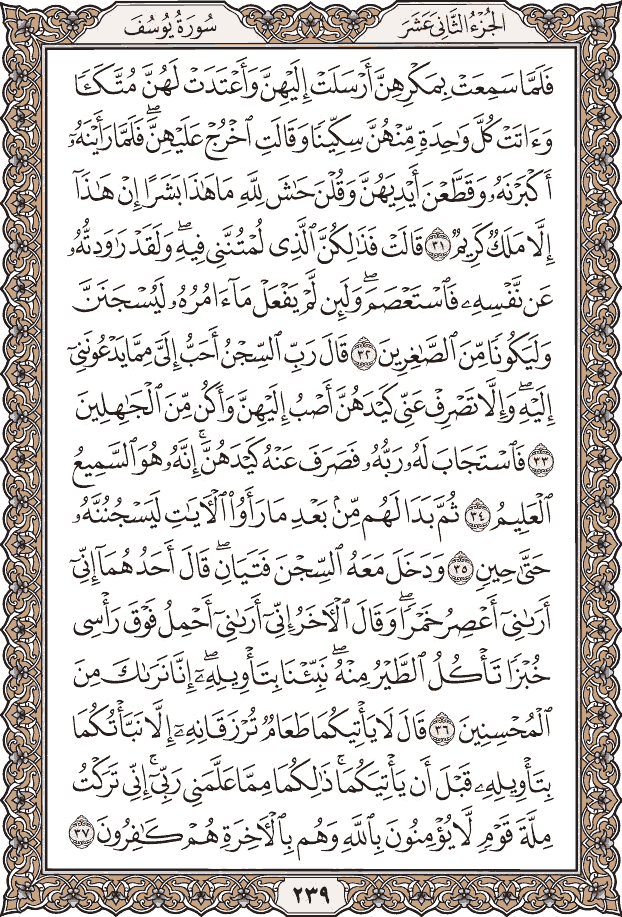 الجُزْءُ الثَّانِيَ عَشَرَ
سُورَةُ يُوسُفَ
فَلَمَّا سَمِعَتْ بِمَكْرِهِنَّ أَرْسَلَتْ إِلَيْهِنَّ وَأَعْتَدَتْ لَهُنَّ مُتَّكَـًٔا
وَءَاتَتْ كُلَّ وَٰحِدَةٍ مِّنْهُنَّ سِكِّينًا وَقَالَتِ ٱخْرُجْ عَلَيْهِنَّۖ فَلَمَّا رَأَيْنَهُۥٓ
أَكْبَرْنَهُۥ وَقَطَّعْنَ أَيْدِيَهُنَّ وَقُلْنَ حَٰشَ لِلَّهِ مَا هَٰذَا بَشَرًا إِنْ هَٰذَآ
إِلَّا مَلَكٌ كَرِيمٌ ٣١ قَالَتْ فَذَٰلِكُنَّ ٱلَّذِى لُمْتُنَّنِى فِيهِۖ وَلَقَدْ رَٰوَدتُّهُۥ
عَن نَّفْسِهِۦ فَٱسْتَعْصَمَۖ وَلَئِن لَّمْ يَفْعَلْ مَآ ءَامُرُهُۥ لَيُسْجَنَنَّ
وَلَيَكُونًا مِّنَ ٱلصَّٰغِرِينَ ٣٢ قَالَ رَبِّ ٱلسِّجْنُ أَحَبُّ إِلَىَّ مِمَّا يَدْعُونَنِىٓ
إِلَيْهِۖ وَإِلَّا تَصْرِفْ عَنِّى كَيْدَهُنَّ أَصْبُ إِلَيْهِنَّ وَأَكُن مِّنَ ٱلْجَٰهِلِينَ
٣٣ فَٱسْتَجَابَ لَهُۥ رَبُّهُۥ فَصَرَفَ عَنْهُ كَيْدَهُنَّۚ إِنَّهُۥ هُوَ ٱلسَّمِيعُ
ٱلْعَلِيمُ ٣٤ ثُمَّ بَدَا لَهُم مِّنۢ بَعْدِ مَا رَأَوُا۟ ٱلْـَٔايَٰتِ لَيَسْجُنُنَّهُۥ
حَتَّىٰ حِينٍ ٣٥ وَدَخَلَ مَعَهُ ٱلسِّجْنَ فَتَيَانِۖ قَالَ أَحَدُهُمَآ إِنِّىٓ
أَرَىٰنِىٓ أَعْصِرُ خَمْرًاۖ وَقَالَ ٱلْـَٔاخَرُ إِنِّىٓ أَرَىٰنِىٓ أَحْمِلُ فَوْقَ رَأْسِى
خُبْزًا تَأْكُلُ ٱلطَّيْرُ مِنْهُۖ نَبِّئْنَا بِتَأْوِيلِهِۦٓۖ إِنَّا نَرَىٰكَ مِنَ
ٱلْمُحْسِنِينَ ٣٦ قَالَ لَا يَأْتِيكُمَا طَعَامٌ تُرْزَقَانِهِۦٓ إِلَّا نَبَّأْتُكُمَا
بِتَأْوِيلِهِۦ قَبْلَ أَن يَأْتِيَكُمَاۚ ذَٰلِكُمَا مِمَّا عَلَّمَنِى رَبِّىٓۚ إِنِّى تَرَكْتُ
مِلَّةَ قَوْمٍ لَّا يُؤْمِنُونَ بِٱللَّهِ وَهُم بِٱلْـَٔاخِرَةِ هُمْ كَٰفِرُونَ ٣٧
٢٣٩